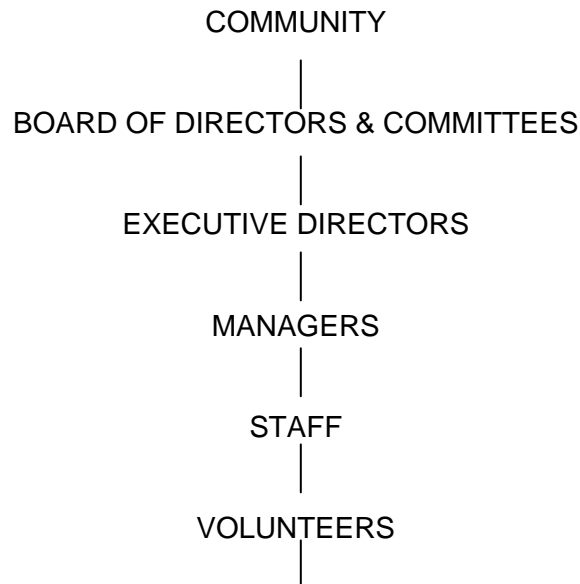 COMMUNITY
BOARD OF DIRECTORS & COMMITTEES
EXECUTIVE DIRECTORS
MANAGERS
STAFF
VOLUNTEERS